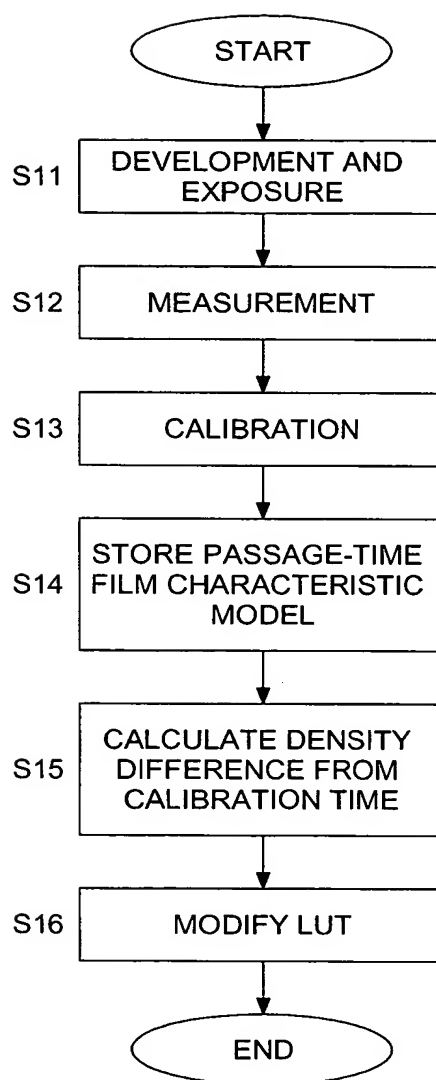 START
S11
DEVELOPMENT AND
EXPOSURE
S12
MEASUREMENT
S13
CALIBRATION
S14
STORE PASSAGE-TIME
FILM CHARACTERISTIC
MODEL
S15
CALCULATE DENSITY
DIFFERENCE FROM
CALIBRATION TIME
S16
MODIFY LUT
END